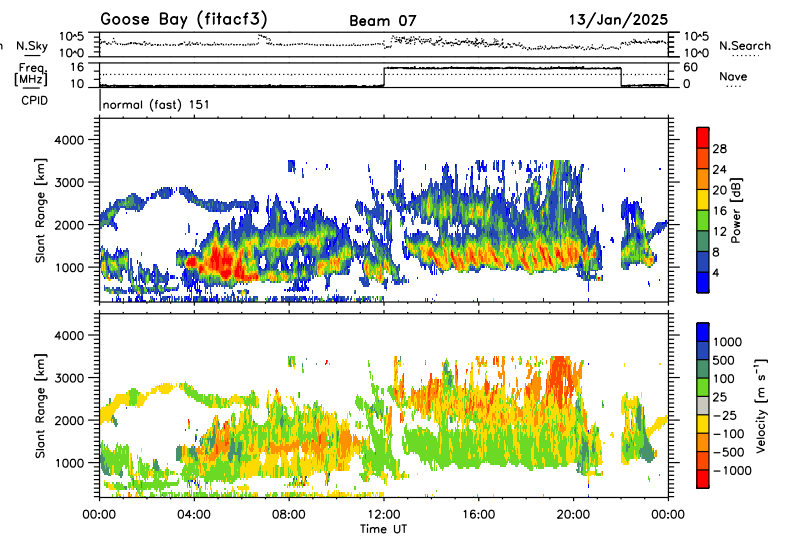 Goose Bay (fitacf3) Beam 07 13/Jan/2025
n N.Sky 10^5 10^5 N.Search
10^0 10^0
Freq. 16 60 Nave
[MHz] 10 0
CPID normal (fast) 151
4000
3000
2000
1000
Slant Range [km]
28
24
20
16
12
8
4
Power [dB]
4000
3000
2000
1000
Slant Range [km]
1000
500
100
25
-25
-100
-500
-1000
Velocity [m s⁻¹]
00:00 04:00 08:00 12:00 16:00 20:00 00:00
Time UT